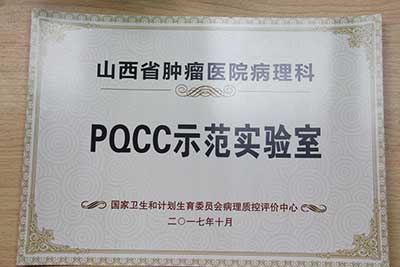 山西省肿瘤医院病理科
PQCC示范实验室
国家卫生和计划生育委员会病理质控评价中心
二〇一七年十月